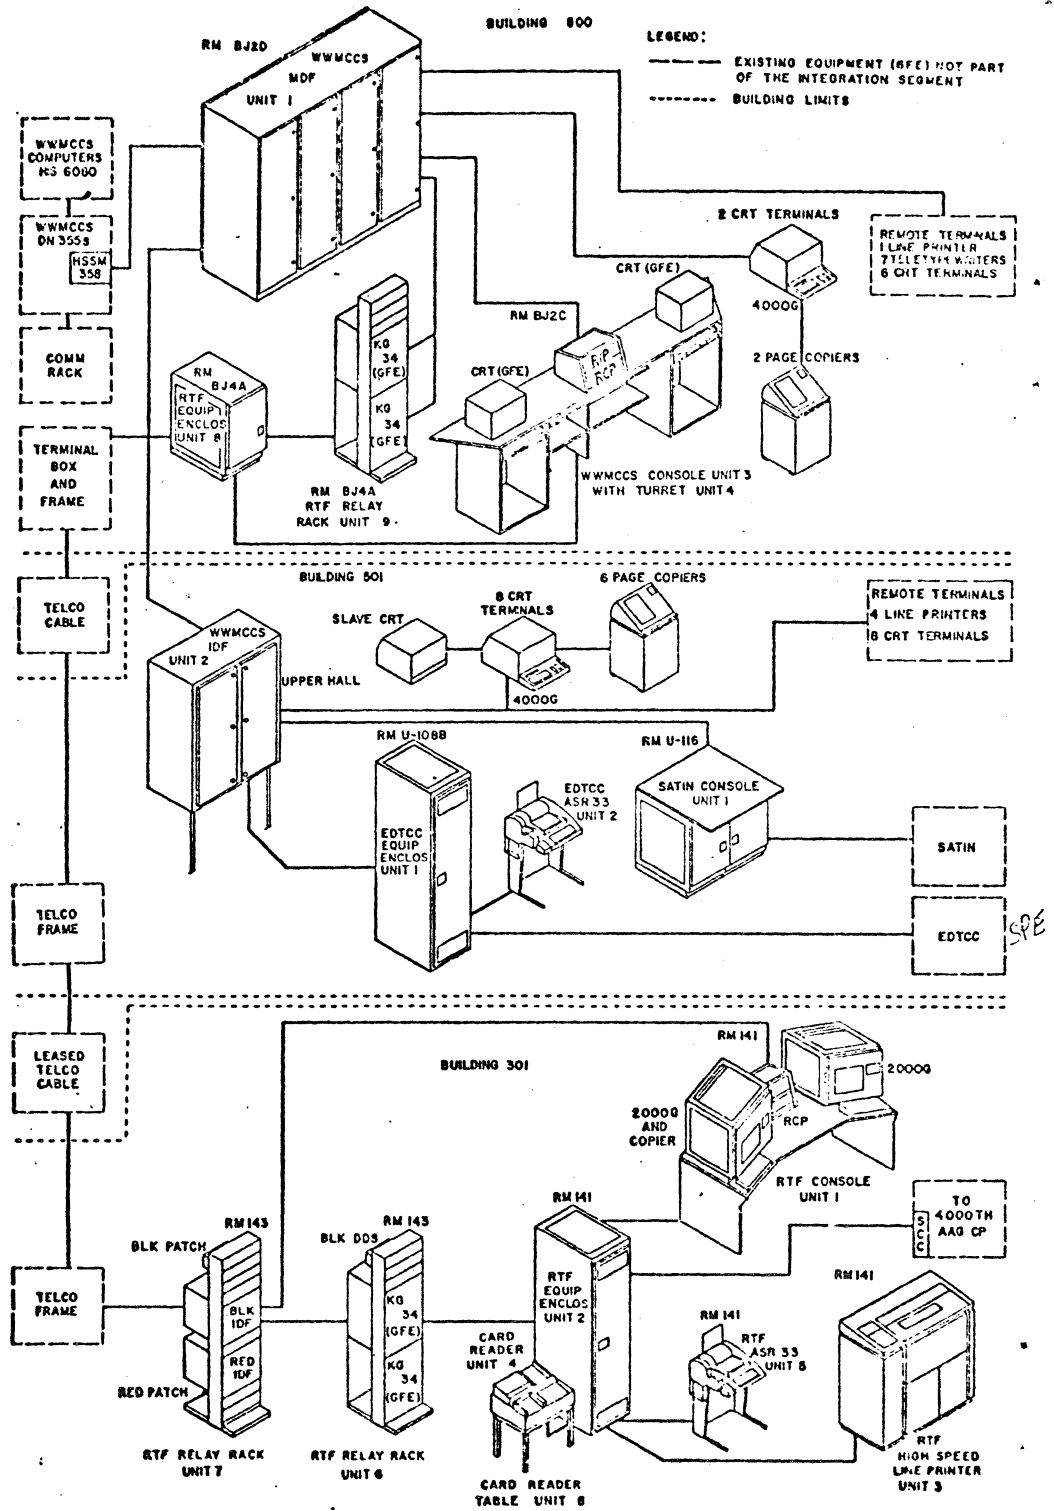 BUILDING 500
LEGEND:
EXISTING EQUIPMENT (GFE) NOT PART
OF THE INTEGRATION SEGMENT
BUILDING LIMITS
RM BJ2D
WWMCCS
MDF
UNIT 1
WWMCCS
COMPUTERS
HS 6080
WWMCCS
DN 355s
HSSM
358
COMM
RACK
TERMINAL
BOX
AND
FRAME
RM
BJ4A
RTF
EQUIP
ENCLOS
UNIT 8
KG
34
(GFE)
KG
34
(GFE)
RM BJ4A
RTF RELAY
RACK UNIT 9
RM BJ2C
CRT (GFE)
CRT (GFE)
RIP
RCP
WWMCCS CONSOLE UNIT 3
WITH TURRET UNIT 4
2 CRT TERMINALS
4000G
2 PAGE COPIERS
REMOTE TERMINALS
1 LINE PRINTER
7 TELETYPEWRITERS
6 CRT TERMINALS
TELCO
CABLE
BUILDING 501
WWMCCS
IDF
UNIT 2
UPPER HALL
SLAVE CRT
8 CRT
TERMINALS
4000G
6 PAGE COPIERS
REMOTE TERMINALS
4 LINE PRINTERS
6 CRT TERMINALS
RM U-108B
EDTCC
EQUIP
ENCLOS
UNIT 1
EDTCC
ASR 33
UNIT 2
RM U-116
SATIN CONSOLE
UNIT 1
SATIN
EDTCC
SPE
TELCO
FRAME
LEASED
TELCO
CABLE
BUILDING 301
RM 141
2000G
2000G
AND
COPIER
RCP
RTF CONSOLE
UNIT 1
TO
4000TH
AAG CP
SCC
TELCO
FRAME
RM 143
BLK PATCH
BLK
IDF
RED
IDF
RED PATCH
RTF RELAY RACK
UNIT 7
RM 143
BLK DDS
KG
34
(GFE)
KG
34
(GFE)
RTF RELAY RACK
UNIT 6
RM 141
RTF
EQUIP
ENCLOS
UNIT 2
CARD
READER
UNIT 4
CARD READER
TABLE UNIT 8
RM 141
RTF
ASR 33
UNIT 5
RM 141
RTF
HIGH SPEED
LINE PRINTER
UNIT 3